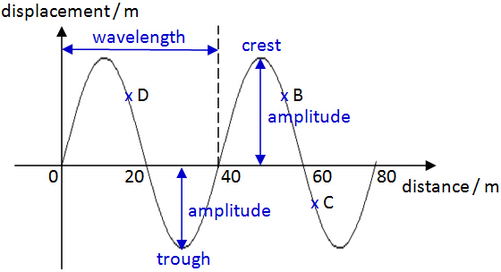 displacement / m
wavelength
crest
D
B
amplitude
0
20
40
60
80
distance / m
C
amplitude
trough